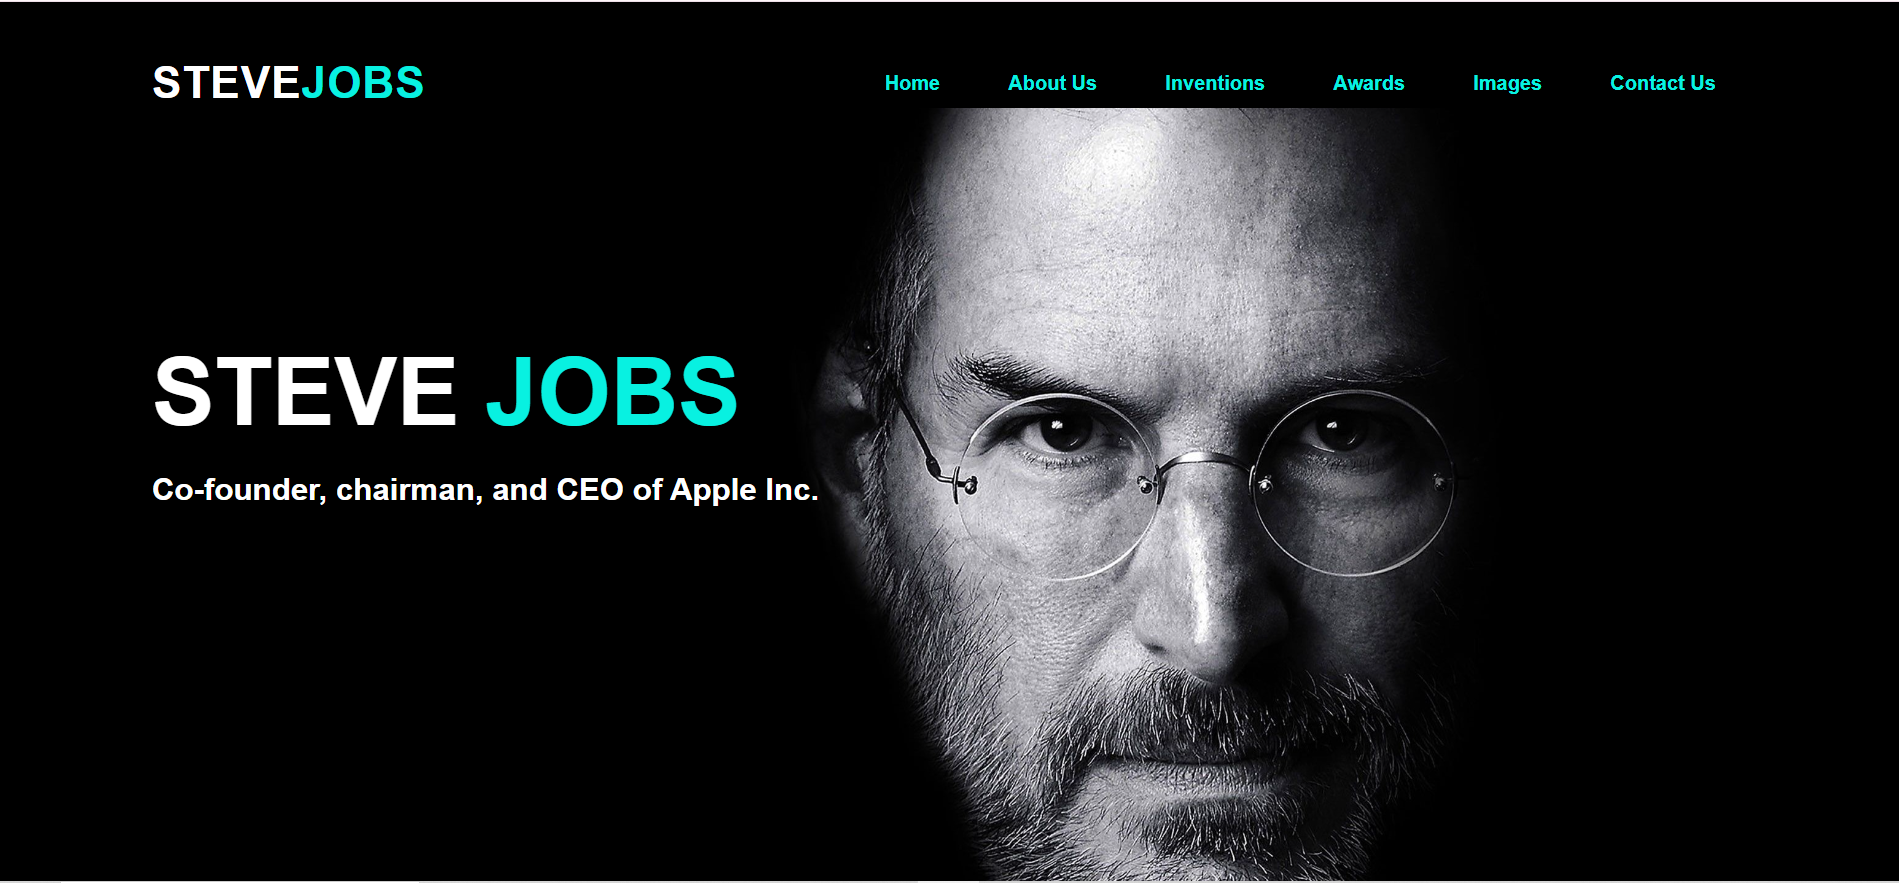 STEVEJOBS
Home About Us Inventions Awards Images Contact Us
STEVE JOBS
Co-founder, chairman, and CEO of Apple Inc.